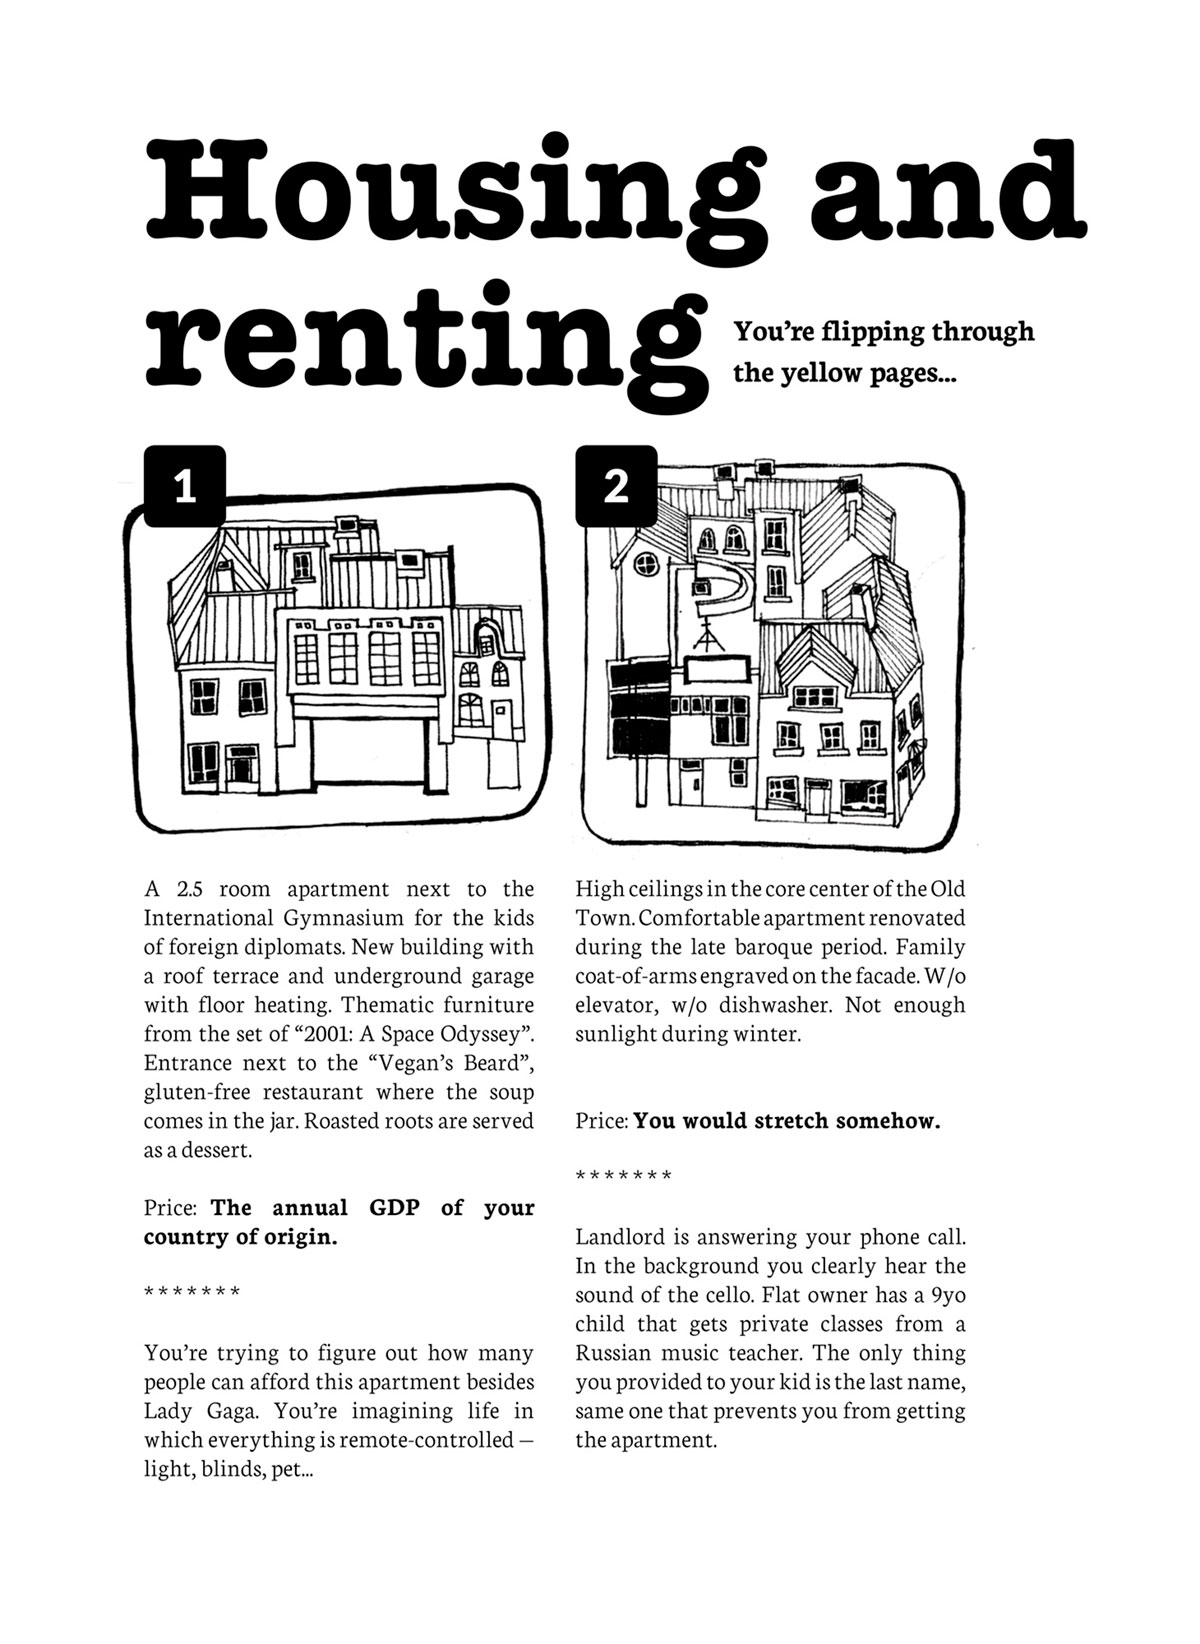 Housing and
renting
You're flipping through
the yellow pages...
1
A 2.5 room apartment next to the
International Gymnasium for the kids
of foreign diplomats. New building with
a roof terrace and underground garage
with floor heating. Thematic furniture
from the set of “2001: A Space Odyssey”.
Entrance next to the “Vegan’s Beard”,
gluten-free restaurant where the soup
comes in the jar. Roasted roots are served
as a dessert.
Price: The annual GDP of your
country of origin.
*******
You’re trying to figure out how many
people can afford this apartment besides
Lady Gaga. You’re imagining life in
which everything is remote-controlled –
light, blinds, pet...
2
High ceilings in the core center of the Old
Town. Comfortable apartment renovated
during the late baroque period. Family
coat-of-arms engraved on the facade. W/o
elevator, w/o dishwasher. Not enough
sunlight during winter.
Price: You would stretch somehow.
*******
Landlord is answering your phone call.
In the background you clearly hear the
sound of the cello. Flat owner has a 9yo
child that gets private classes from a
Russian music teacher. The only thing
you provided to your kid is the last name,
same one that prevents you from getting
the apartment.